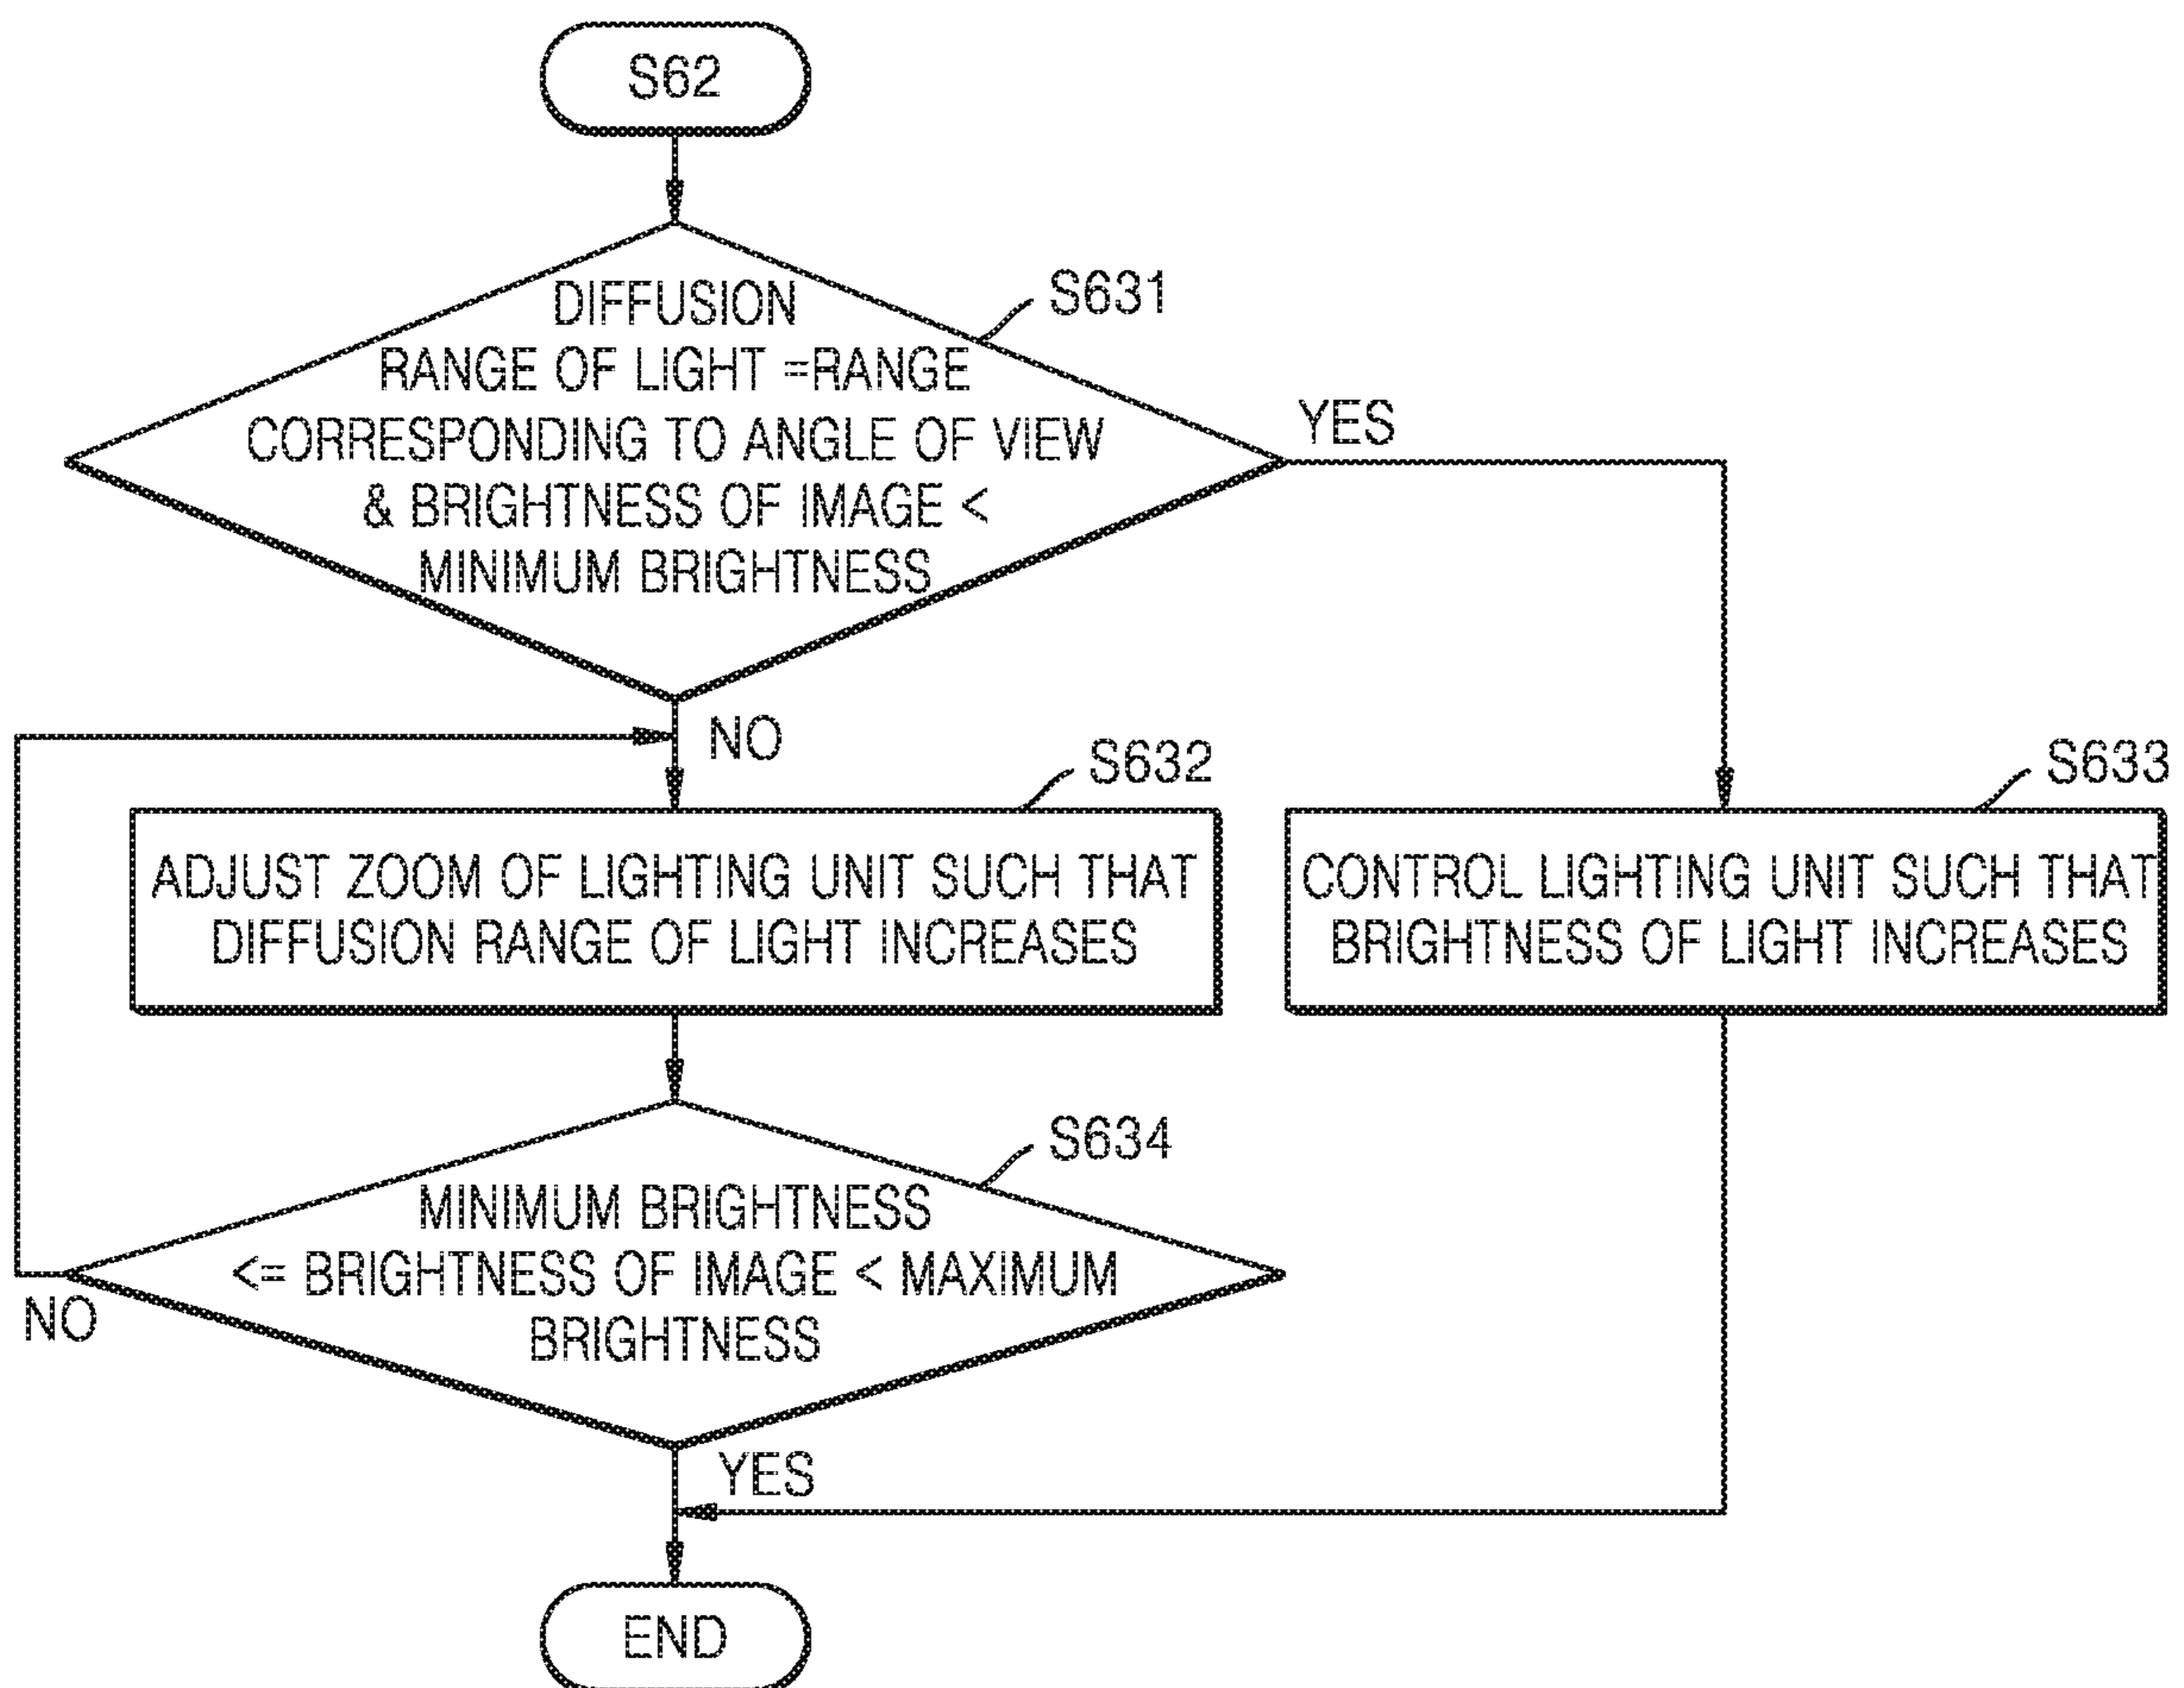 S62
DIFFUSION
RANGE OF LIGHT =RANGE
CORRESPONDING TO ANGLE OF VIEW
& BRIGHTNESS OF IMAGE <
MINIMUM BRIGHTNESS
S631
YES
NO
S632
ADJUST ZOOM OF LIGHTING UNIT SUCH THAT
DIFFUSION RANGE OF LIGHT INCREASES
S633
CONTROL LIGHTING UNIT SUCH THAT
BRIGHTNESS OF LIGHT INCREASES
S634
MINIMUM BRIGHTNESS
<= BRIGHTNESS OF IMAGE < MAXIMUM
BRIGHTNESS
NO
YES
END